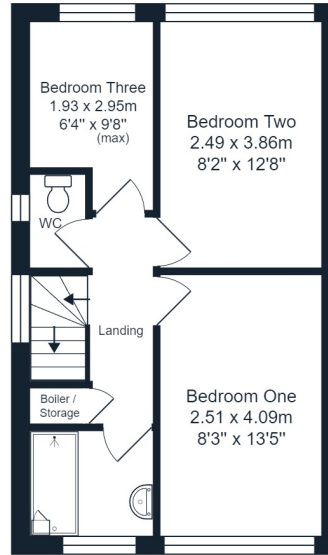 Bedroom Three
1.93 x 2.95m
6'4" x 9'8"
(max)
Bedroom Two
2.49 x 3.86m
8'2" x 12'8"
WC
Landing
Boiler /
Storage
Bedroom One
2.51 x 4.09m
8'3" x 13'5"